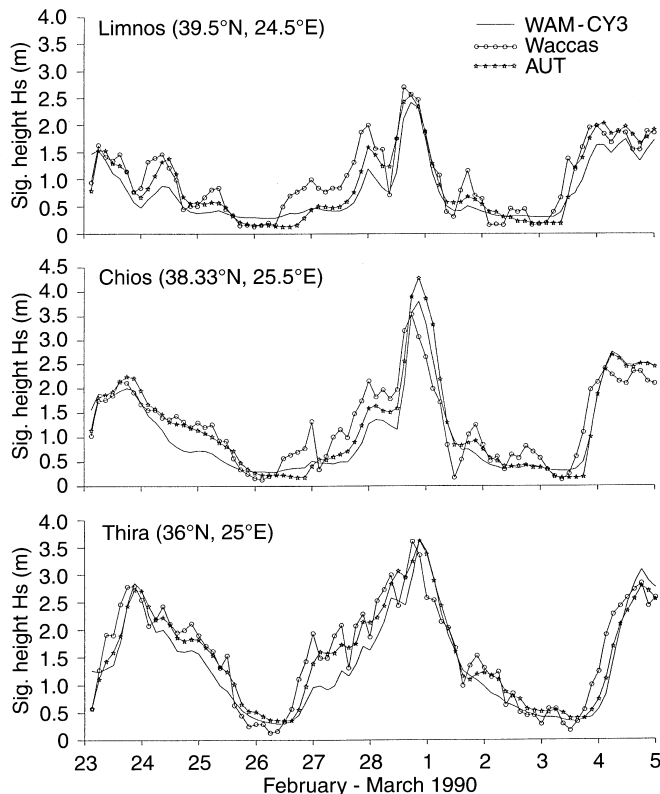 Limnos (39.5°N, 24.5°E)
WAM-CY3
Waccas
AUT
Sig. height Hs (m)
4.0
3.5
3.0
2.5
2.0
1.5
1.0
0.5
0
Chios (38.33°N, 25.5°E)
Sig. height Hs (m)
4.5
4.0
3.5
3.0
2.5
2.0
1.5
1.0
0.5
0
Thira (36°N, 25°E)
Sig. height Hs (m)
4.0
3.5
3.0
2.5
2.0
1.5
1.0
0.5
0
23 24 25 26 27 28 1 2 3 4 5
February - March 1990